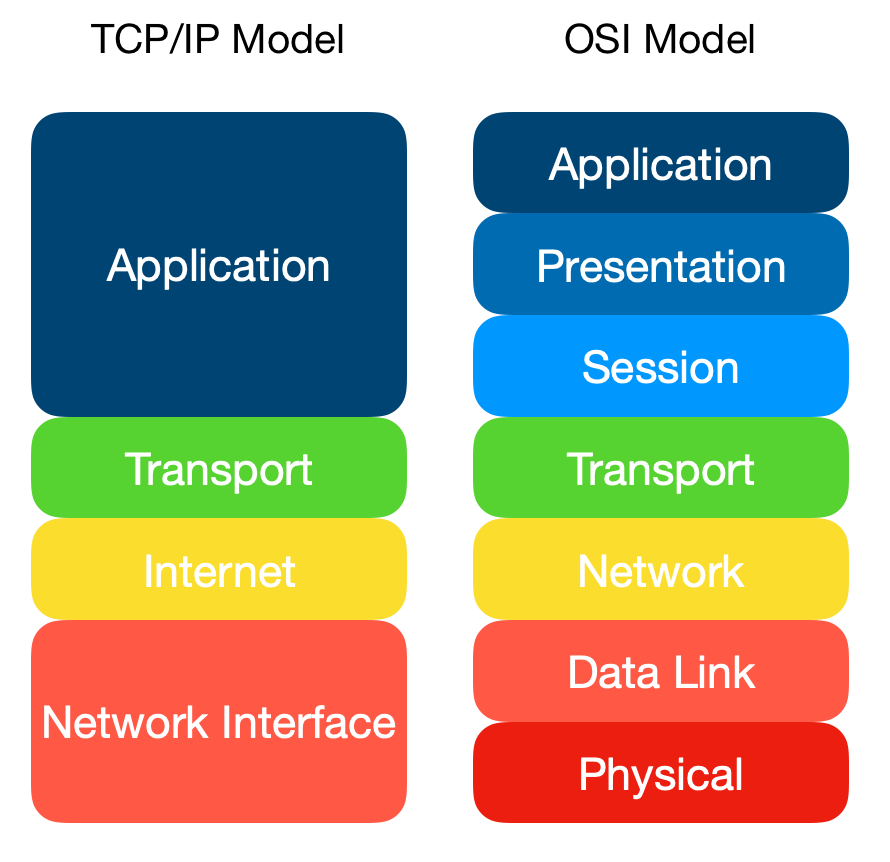 TCP/IP Model
Application
Transport
Internet
Network Interface
OSI Model
Application
Presentation
Session
Transport
Network
Data Link
Physical